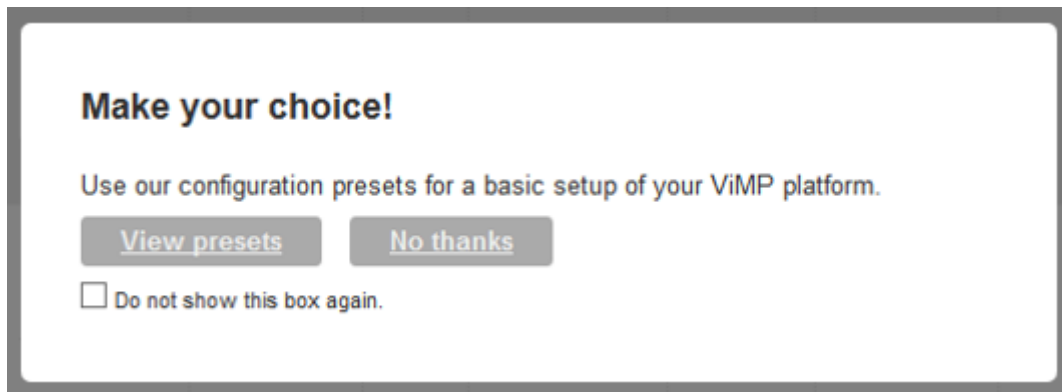 Make your choice!
Use our configuration presets for a basic setup of your ViMP platform.
View presets No thanks
Do not show this box again.